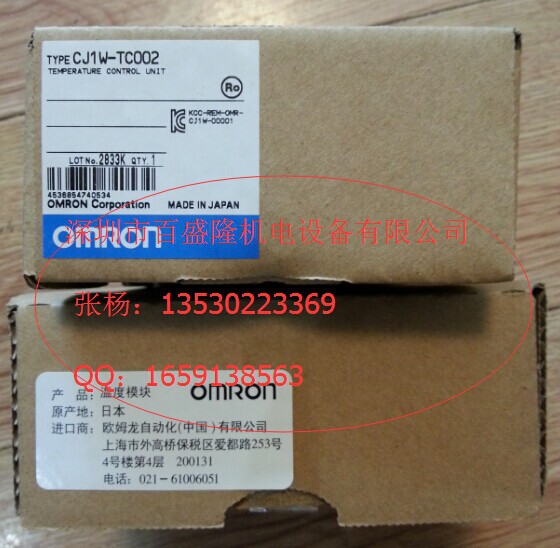 TYPE CJ1W-TC002
TEMPERATURE CONTROL UNIT
Ro
KCC-REM-OMR-
CJ1W-00001
LOT No. 2833K QTY. 1
4536854740534
OMRON Corporation MADE IN JAPAN
OMRON
深圳市百盛隆机电设备有限公司
张杨：13530223369
QQ：1659138563
产 品：温度模块 OMRON
原产地：日本
进口商：欧姆龙自动化(中国)有限公司
上海市外高桥保税区爱都路253号
4号楼第4层 200131
电话：021-61006051